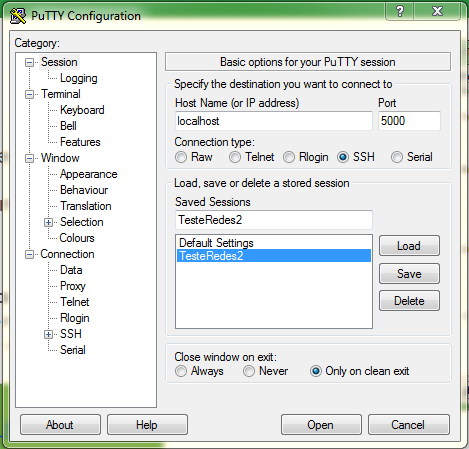 PuTTY Configuration
Category:
Session
Logging
Terminal
Keyboard
Bell
Features
Window
Appearance
Behaviour
Translation
Selection
Colours
Connection
Data
Proxy
Telnet
Rlogin
SSH
Serial
Basic options for your PuTTY session
Specify the destination you want to connect to
Host Name (or IP address) Port
localhost 5000
Connection type:
Raw Telnet Rlogin SSH Serial
Load, save or delete a stored session
Saved Sessions
TesteRedes2
Default Settings
TesteRedes2
Load
Save
Delete
Close window on exit:
Always Never Only on clean exit
About Help Open Cancel